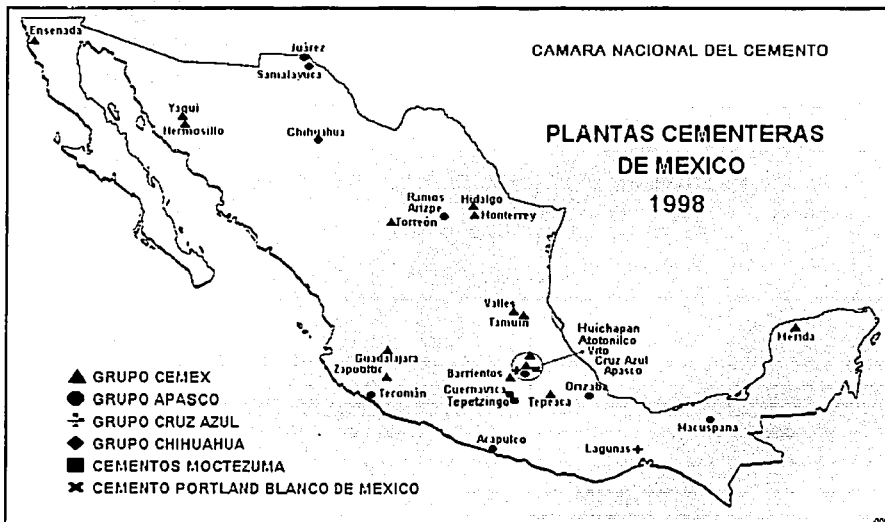 Ensenada
Juárez
Samalayuca
CAMARA NACIONAL DEL CEMENTO
Yaqui
Hermosillo
Chihuahua
PLANTAS CEMENTERAS
DE MEXICO
1998
Ramos
Arizpe
Hidalgo
Monterrey
Torreón
Valles
Tamuin
Huichapan
Atotonilco
Vito
Cruz Azul
Apasco
Merida
Guadalajara
Zapotiltic
Barrientos
Cuernavaca
Tepetzingo
Tepeaca
Orizaba
Tecomán
Macuspana
Acapulco
Lagunas
GRUPO CEMEX
GRUPO APASCO
GRUPO CRUZ AZUL
GRUPO CHIHUAHUA
CEMENTOS MOCTEZUMA
CEMENTO PORTLAND BLANCO DE MEXICO